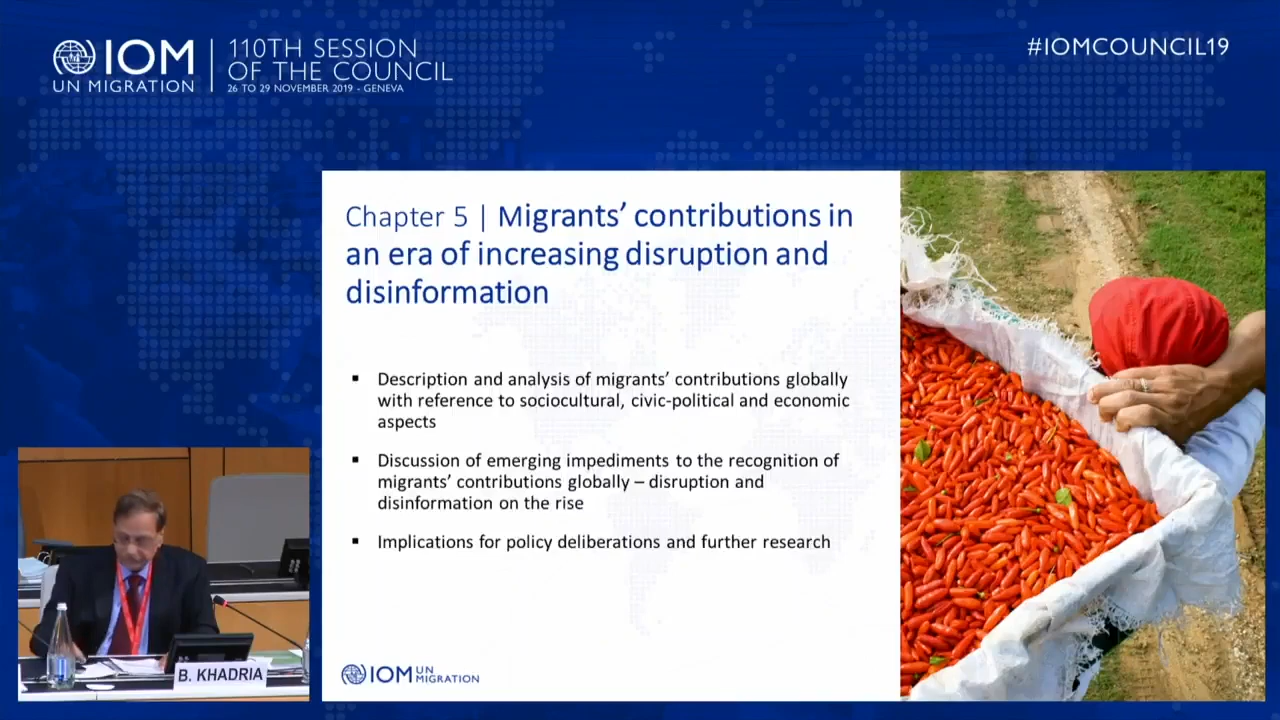 IOM
UN MIGRATION
110TH SESSION
OF THE COUNCIL
26 TO 29 NOVEMBER 2019 - GENEVA
#IOMCOUNCIL19
Chapter 5 | Migrants’ contributions in
an era of increasing disruption and
disinformation
▪ Description and analysis of migrants’ contributions globally
with reference to sociocultural, civic-political and economic
aspects
▪ Discussion of emerging impediments to the recognition of
migrants’ contributions globally – disruption and
disinformation on the rise
▪ Implications for policy deliberations and further research
IOM UN
MIGRATION
B. KHADRIA